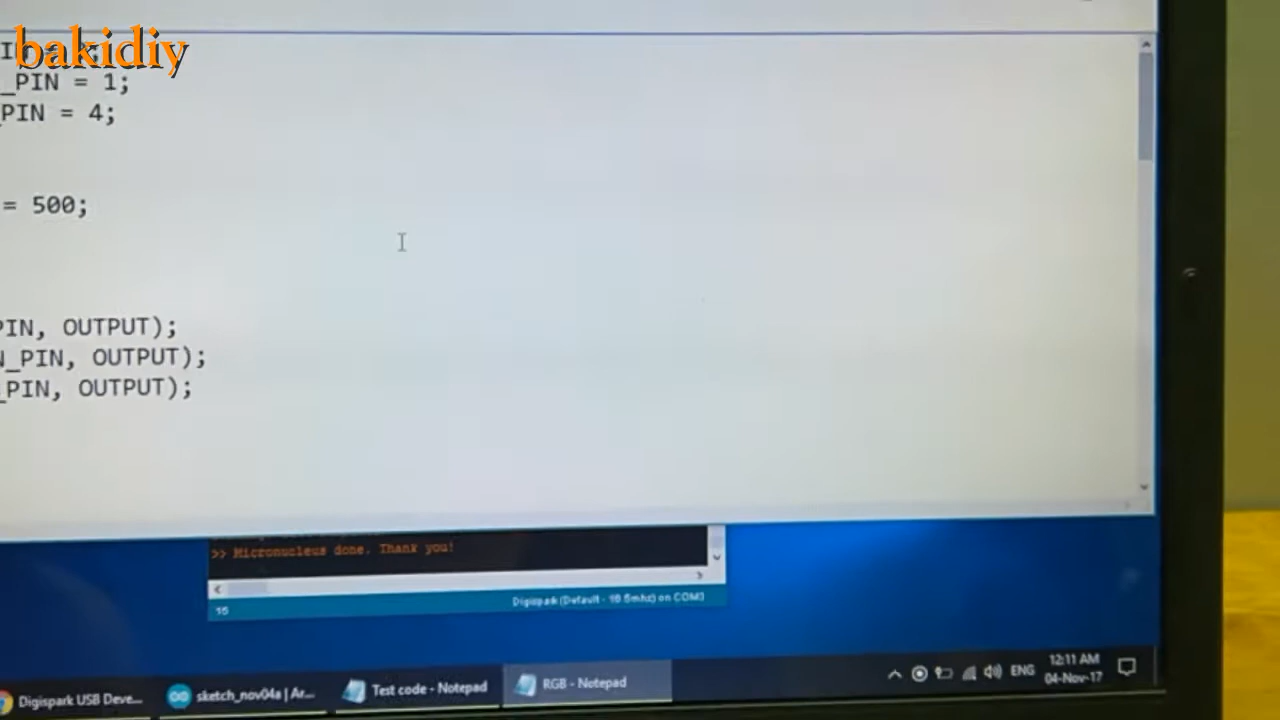 bakidiy
_PIN = 1;
_PIN = 4;
= 500;
PIN, OUTPUT);
N_PIN, OUTPUT);
_PIN, OUTPUT);
>> Micronucleus done. Thank you!
15
Digispark (Default - 16.5mhz) on COM3
Digispark USB Deve...
sketch_nov04a | Ar...
Test code - Notepad
RGB - Notepad
ENG
12:11 AM
04-Nov-17